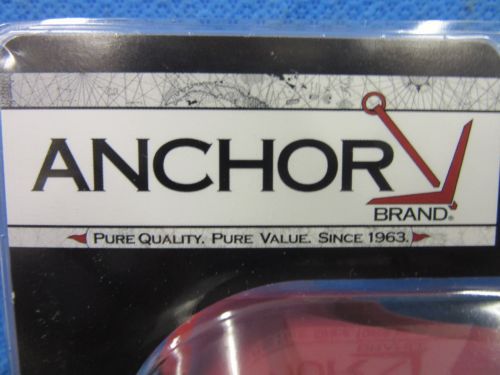 ANCHOR
BRAND®
PURE QUALITY. PURE VALUE. SINCE 1963.